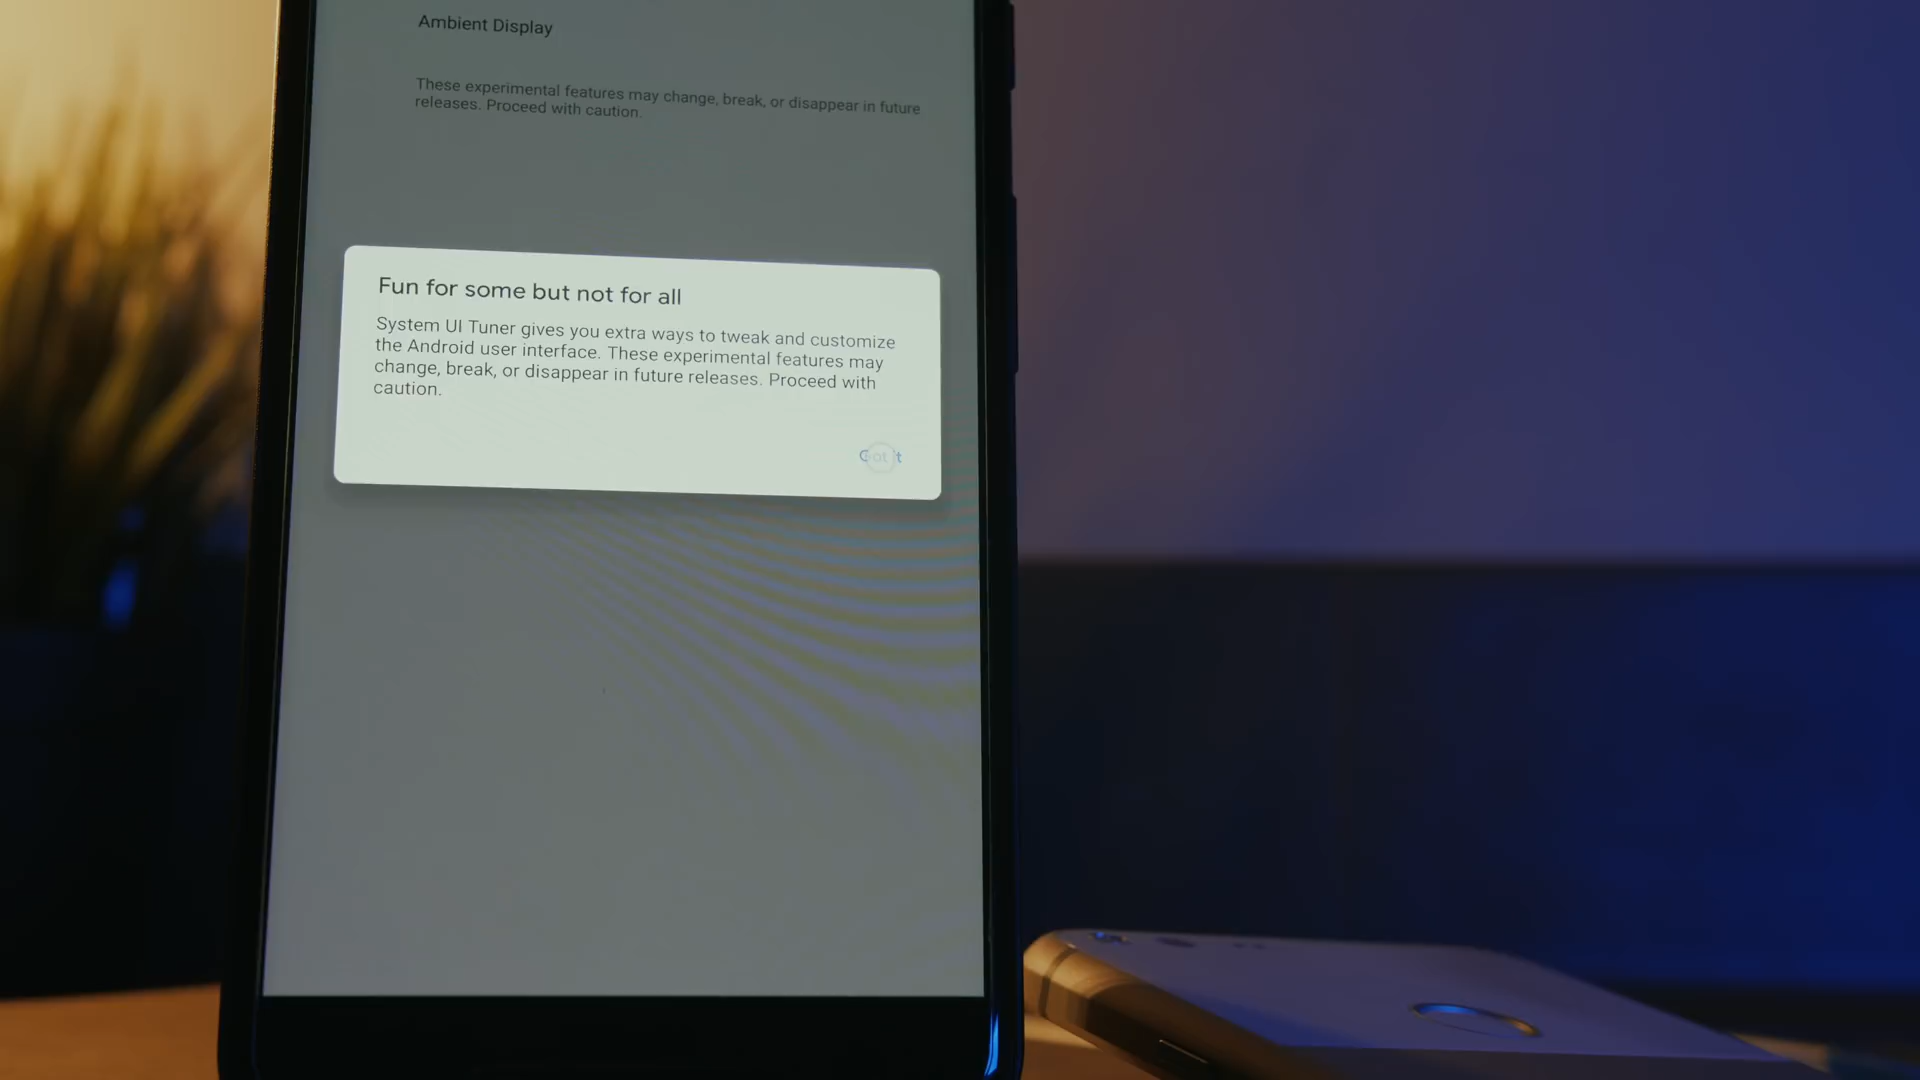 Ambient Display
These experimental features may change, break, or disappear in future
releases. Proceed with caution.
Fun for some but not for all
System UI Tuner gives you extra ways to tweak and customize
the Android user interface. These experimental features may
change, break, or disappear in future releases. Proceed with
caution.
Got it